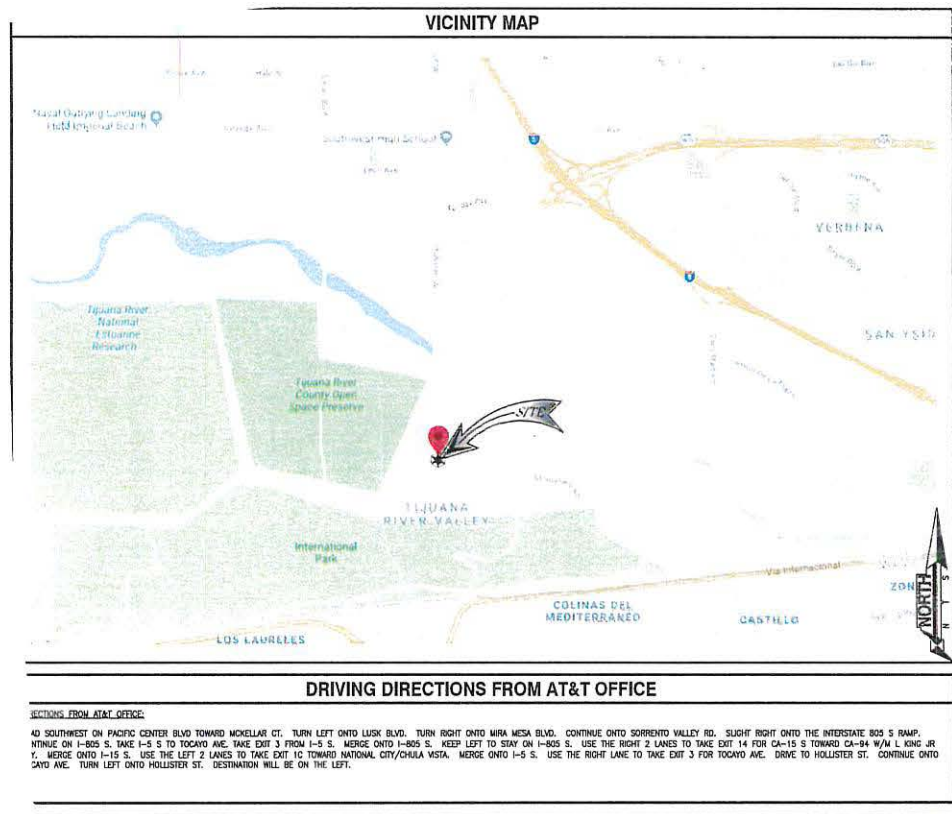 VICINITY MAP
Naval Outlying Landing
Field Imperial Beach
Southwest High School
5
5
VERBENA
SAN YSID
Tijuana River
National
Estuarine
Research
Tijuana River
County Open
Space Preserve
SITE
TIJUANA
RIVER VALLEY
International
Park
Via Internacional
ZON
COLINAS DEL
MEDITERRANEO
CASTILLO
LOS LAURELES
NORTH
DRIVING DIRECTIONS FROM AT&T OFFICE
ECTIONS FROM AT&T OFFICE:
AD SOUTHWEST ON PACIFIC CENTER BLVD TOWARD MCKELLAR CT. TURN LEFT ONTO LUSK BLVD. TURN RIGHT ONTO MIRA MESA BLVD. CONTINUE ONTO SORRENTO VALLEY RD. SLIGHT RIGHT ONTO THE INTERSTATE 805 S RAMP.
NTINUE ON I-805 S. TAKE I-5 S TO TOCAYO AVE. TAKE EXIT 3 FROM I-5 S. MERGE ONTO I-805 S. KEEP LEFT TO STAY ON I-805 S. USE THE RIGHT 2 LANES TO TAKE EXIT 14 FOR CA-15 S TOWARD CA-94 W/M L KING JR
Y. MERGE ONTO I-15 S. USE THE LEFT 2 LANES TO TAKE EXIT 1C TOWARD NATIONAL CITY/CHULA VISTA. MERGE ONTO I-5 S. USE THE RIGHT LANE TO TAKE EXIT 3 FOR TOCAYO AVE. DRIVE TO HOLLISTER ST. CONTINUE ONTO
CAYO AVE. TURN LEFT ONTO HOLLISTER ST. DESTINATION WILL BE ON THE LEFT.